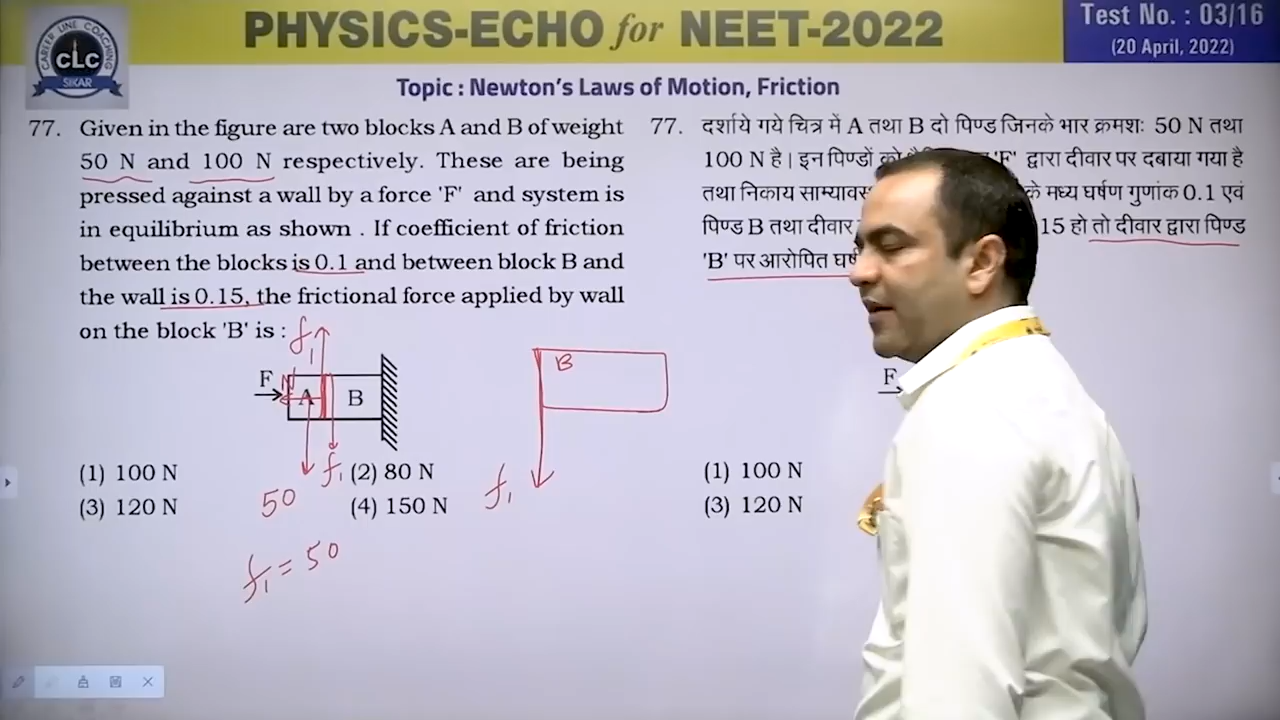 CAREER LINE COACHING
CLC
SIKAR
PHYSICS-ECHO for NEET-2022
Test No. : 03/16
(20 April, 2022)
Topic : Newton's Laws of Motion, Friction
77. Given in the figure are two blocks A and B of weight
50 N and 100 N respectively. These are being
pressed against a wall by a force 'F' and system is
in equilibrium as shown . If coefficient of friction
between the blocks is 0.1 and between block B and
the wall is 0.15, the frictional force applied by wall
on the block 'B' is :
f1
F
N
A
B
f1
50
(1) 100 N
(2) 80 N
(3) 120 N
(4) 150 N
f1 = 50
B
f1
77. दर्शाये गये चित्र में A तथा B दो पिण्ड जिनके भार क्रमशः 50 N तथा
100 N है। इन पिण्डों को 'F' द्वारा दीवार पर दबाया गया है
तथा निकाय के मध्य घर्षण गुणांक 0.1 एवं
पिण्ड B तथा दीवार 15 हो तो दीवार द्वारा पिण्ड
'B' पर आरोपित
F
(1) 100 N
(3) 120 N